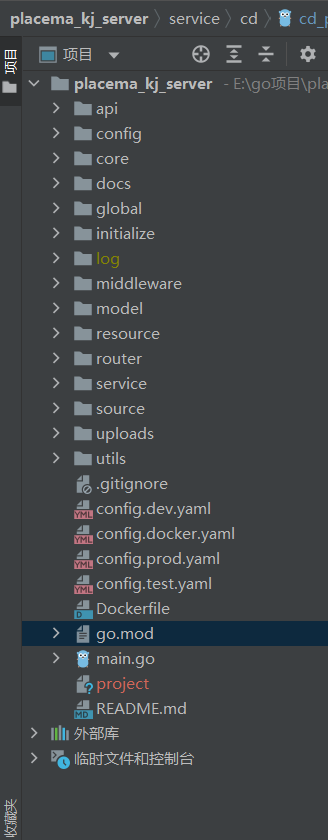 placema_kj_server > service > cd > cd_
项目
项目
placema_kj_server - E:\go项目\pla
api
config
core
docs
global
initialize
log
middleware
model
resource
router
service
source
uploads
utils
.gitignore
config.dev.yaml
config.docker.yaml
config.prod.yaml
config.test.yaml
Dockerfile
go.mod
main.go
project
README.md
外部库
临时文件和控制台
收藏夹